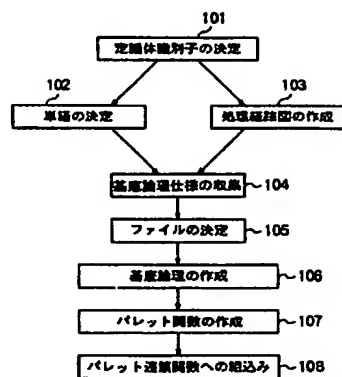 101
定義体識別子の決定
102
103
単語の決定
処理経路図の作成
基底論理仕様の収集
104
ファイルの決定
105
基底論理の作成
106
パレット関数の作成
107
パレット連鎖関数への組込み
108